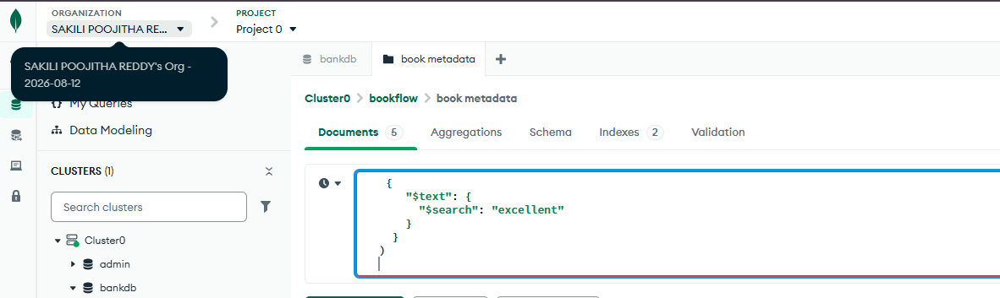 ORGANIZATION
SAKILI POOJITHA RE...
PROJECT
Project 0
SAKILI POOJITHA REDDY's Org -
2026-08-12
My Queries
Data Modeling
CLUSTERS (1)
Search clusters
Cluster0
admin
bankdb
bankdb
book metadata
Cluster0 > bookflow > book metadata
Documents 5 Aggregations Schema Indexes 2 Validation
{
"$text": {
"$search": "excellent"
}
}
)